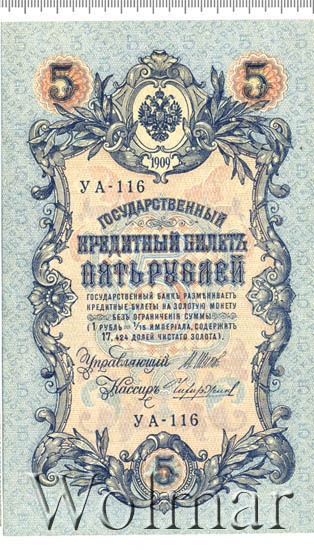 5 5
1909
УА-116
ГОСУДАРСТВЕННЫЙ
КРЕДИТНЫЙ БИЛЕТЪ
ПЯТЬ РУБЛЕЙ
ГОСУДАРСТВЕННЫЙ БАНКЪ РАЗМѢНИВАЕТЪ
КРЕДИТНЫЕ БИЛЕТЫ НА ЗОЛОТУЮ МОНЕТУ
БЕЗЪ ОГРАНИЧЕНІЯ СУММЫ
(1 РУБЛЬ = 1/15 ИМПЕРІАЛА, СОДЕРЖИТЪ
17,424 ДОЛЕЙ ЧИСТАГО ЗОЛОТА).
Управляющій
Кассиръ
УА-116
5
Wolmar